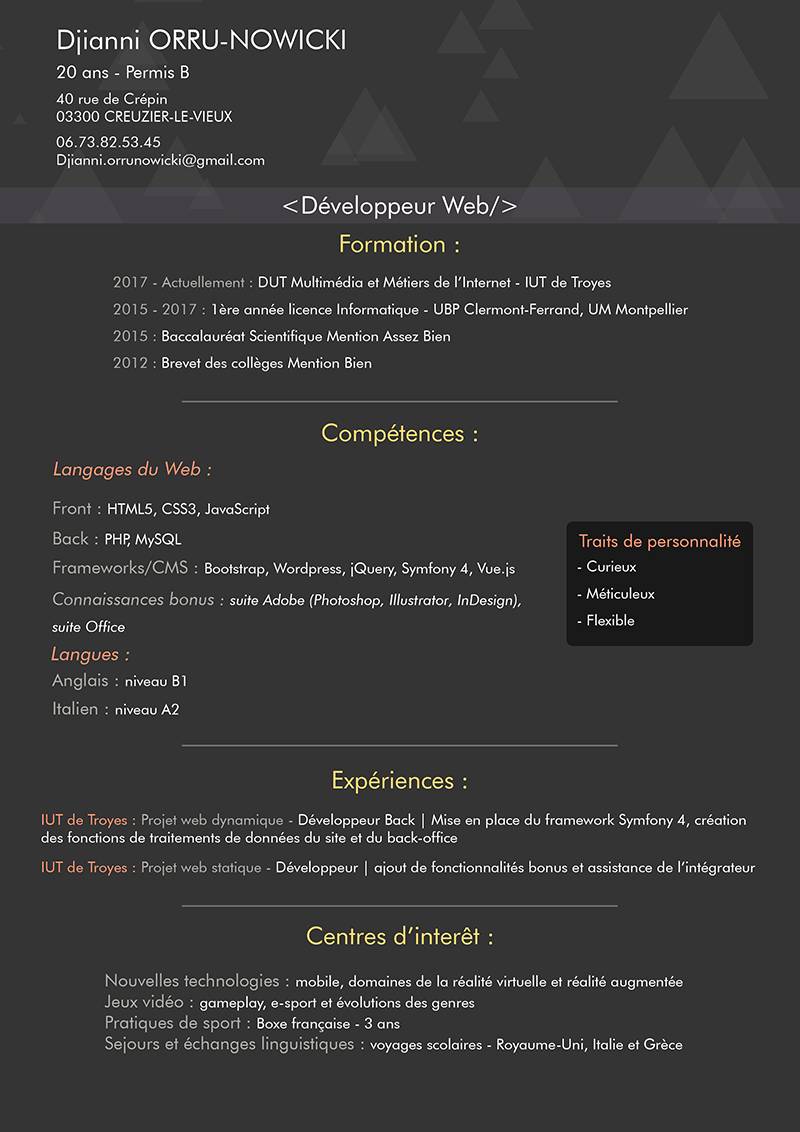 Djianni ORRU-NOWICKI
20 ans - Permis B
40 rue de Crépin
03300 CREUZIER-LE-VIEUX
06.73.82.53.45
Djianni.orrunowicki@gmail.com
<Développeur Web/>
Formation :
2017 - Actuellement : DUT Multimédia et Métiers de l'Internet - IUT de Troyes
2015 - 2017 : 1ère année licence Informatique - UBP Clermont-Ferrand, UM Montpellier
2015 : Baccalauréat Scientifique Mention Assez Bien
2012 : Brevet des collèges Mention Bien
Compétences :
Langages du Web :
Front : HTML5, CSS3, JavaScript
Back : PHP, MySQL
Frameworks/CMS : Bootstrap, Wordpress, jQuery, Symfony 4, Vue.js
Connaissances bonus : suite Adobe (Photoshop, Illustrator, InDesign),
suite Office
Langues :
Anglais : niveau B1
Italien : niveau A2
Traits de personnalité
- Curieux
- Méticuleux
- Flexible
Expériences :
IUT de Troyes : Projet web dynamique - Développeur Back | Mise en place du framework Symfony 4, création
des fonctions de traitements de données du site et du back-office
IUT de Troyes : Projet web statique - Développeur | ajout de fonctionnalités bonus et assistance de l'intégrateur
Centres d'interêt :
Nouvelles technologies : mobile, domaines de la réalité virtuelle et réalité augmentée
Jeux vidéo : gameplay, e-sport et évolutions des genres
Pratiques de sport : Boxe française - 3 ans
Sejours et échanges linguistiques : voyages scolaires - Royaume-Uni, Italie et Grèce